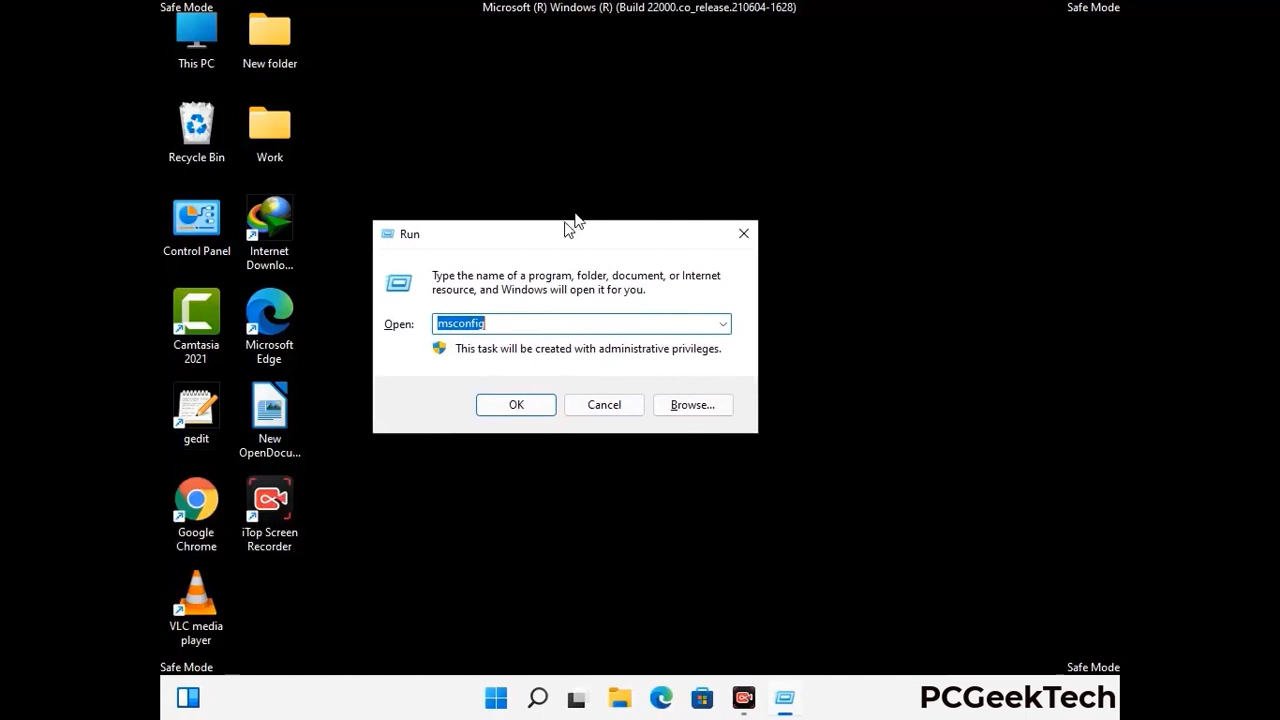 Safe Mode
Microsoft (R) Windows (R) (Build 22000.co_release.210604-1628)
Safe Mode
This PC
New folder
Recycle Bin
Work
Control Panel
Internet
Downlo...
Camtasia
2021
Microsoft
Edge
gedit
New
OpenDocu...
Google
Chrome
iTop Screen
Recorder
VLC media
player
Run
Type the name of a program, folder, document, or Internet
resource, and Windows will open it for you.
Open:
msconfig
This task will be created with administrative privileges.
OK
Cancel
Browse...
Safe Mode
Safe Mode
PCGeekTech